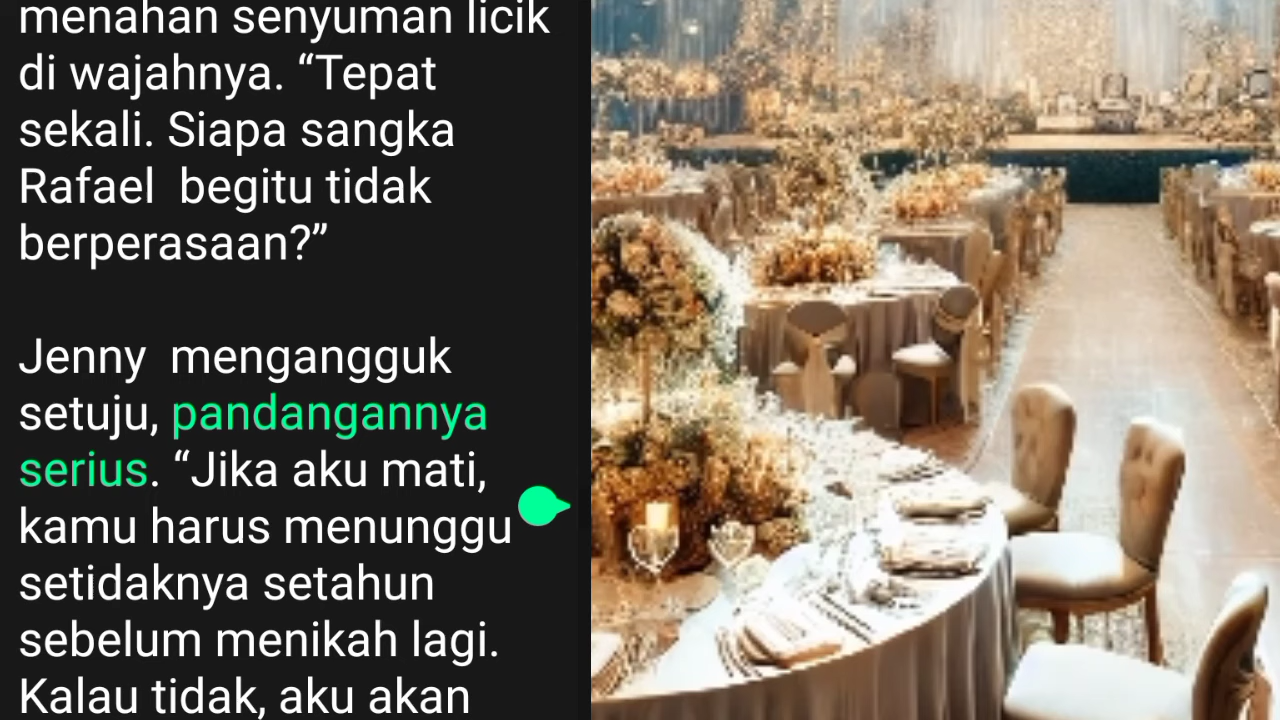 menahan senyuman licik
di wajahnya. “Tepat
sekali. Siapa sangka
Rafael  begitu tidak
berperasaan?”
Jenny  mengangguk
setuju, pandangannya
serius. “Jika aku mati,
kamu harus menunggu
setidaknya setahun
sebelum menikah lagi.
Kalau tidak, aku akan